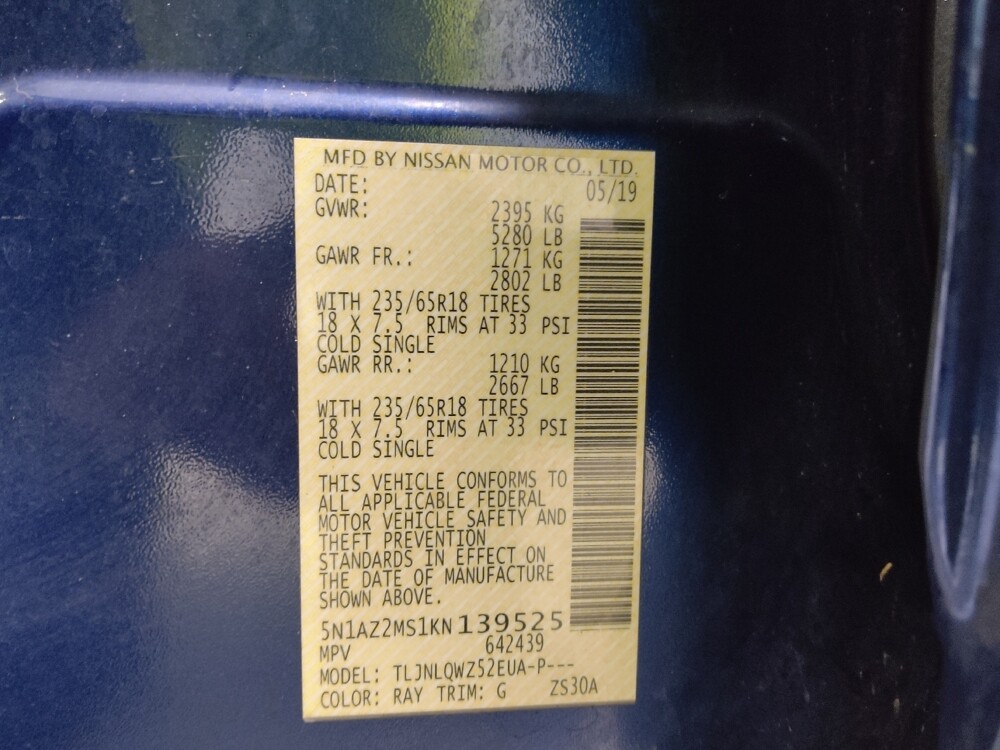 MFD BY NISSAN MOTOR CO., LTD.
DATE: 05/19
GVWR: 2395 KG
5280 LB
GAWR FR.: 1271 KG
2802 LB
WITH 235/65R18 TIRES
18 X 7.5 RIMS AT 33 PSI
COLD SINGLE
GAWR RR.: 1210 KG
2667 LB
WITH 235/65R18 TIRES
18 X 7.5 RIMS AT 33 PSI
COLD SINGLE
THIS VEHICLE CONFORMS TO
ALL APPLICABLE FEDERAL
MOTOR VEHICLE SAFETY AND
THEFT PREVENTION
STANDARDS IN EFFECT ON
THE DATE OF MANUFACTURE
SHOWN ABOVE.
5N1AZ2MS1KN139525
MPV 642439
MODEL: TLJNLQWZ52EUA-P---
COLOR: RAY TRIM: G ZS30A